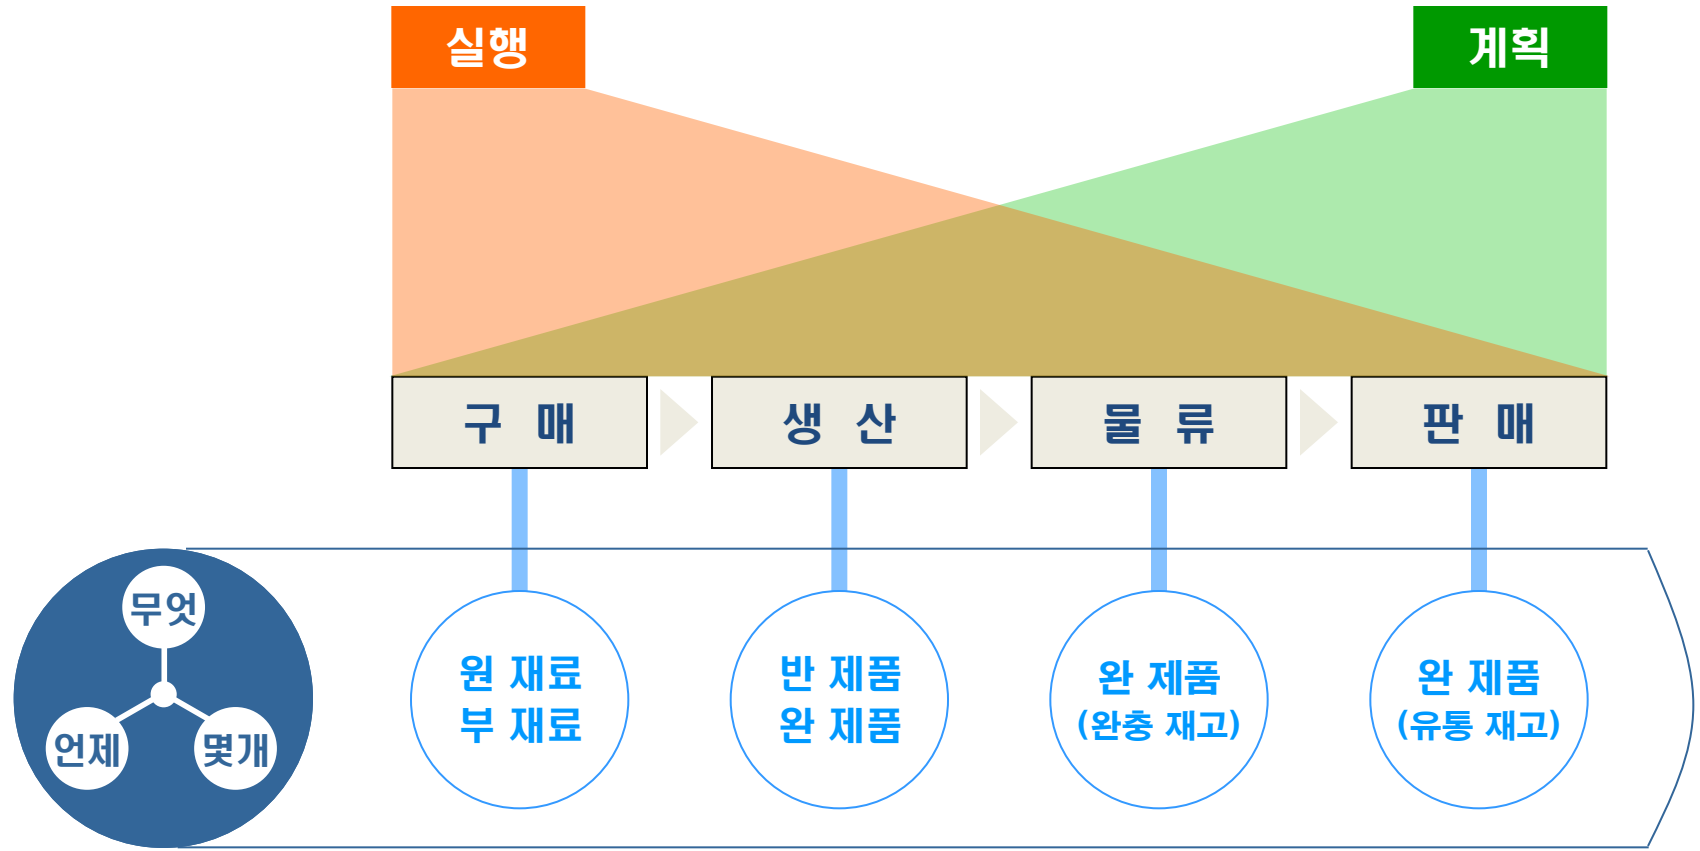 실행
계획
구 매
생 산
물 류
판 매
무엇
언제
몇개
원 재료
부 재료
반 제품
완 제품
완 제품
(완충 재고)
완 제품
(유통 재고)